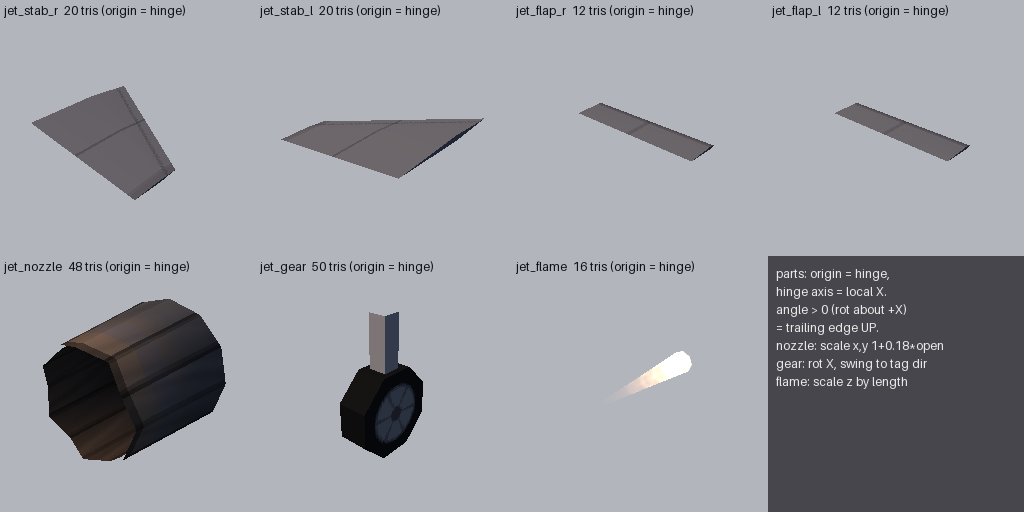 jet_stab_r  20 tris (origin = hinge)
jet_stab_l  20 tris (origin = hinge)
jet_flap_r  12 tris (origin = hinge)
jet_flap_l  12 tris (origin = hinge)
jet_nozzle  48 tris (origin = hinge)
jet_gear  50 tris (origin = hinge)
jet_flame  16 tris (origin = hinge)
parts: origin = hinge,
hinge axis = local X.
angle > 0 (rot about +X)
= trailing edge UP.
nozzle: scale x,y 1+0.18*open
gear: rot X, swing to tag dir
flame: scale z by length